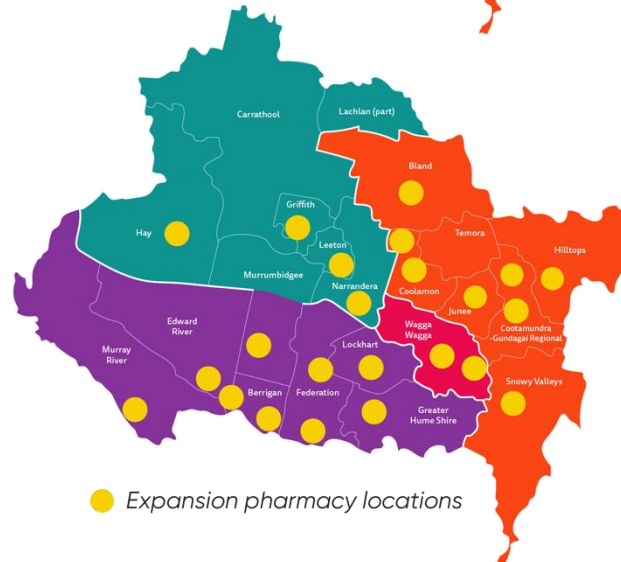 Carrathool
Lachlan (part)
Bland
Griffith
Hay
Temora
Hilltops
Leeton
Murrumbidgee
Narrandera
Coolamon
Junee
Cootamundra
-Gundagai Regional
Edward
River
Wagga
Wagga
Lockhart
Murray
River
Berrigan
Federation
Snowy Valleys
Greater
Hume Shire
Expansion pharmacy locations